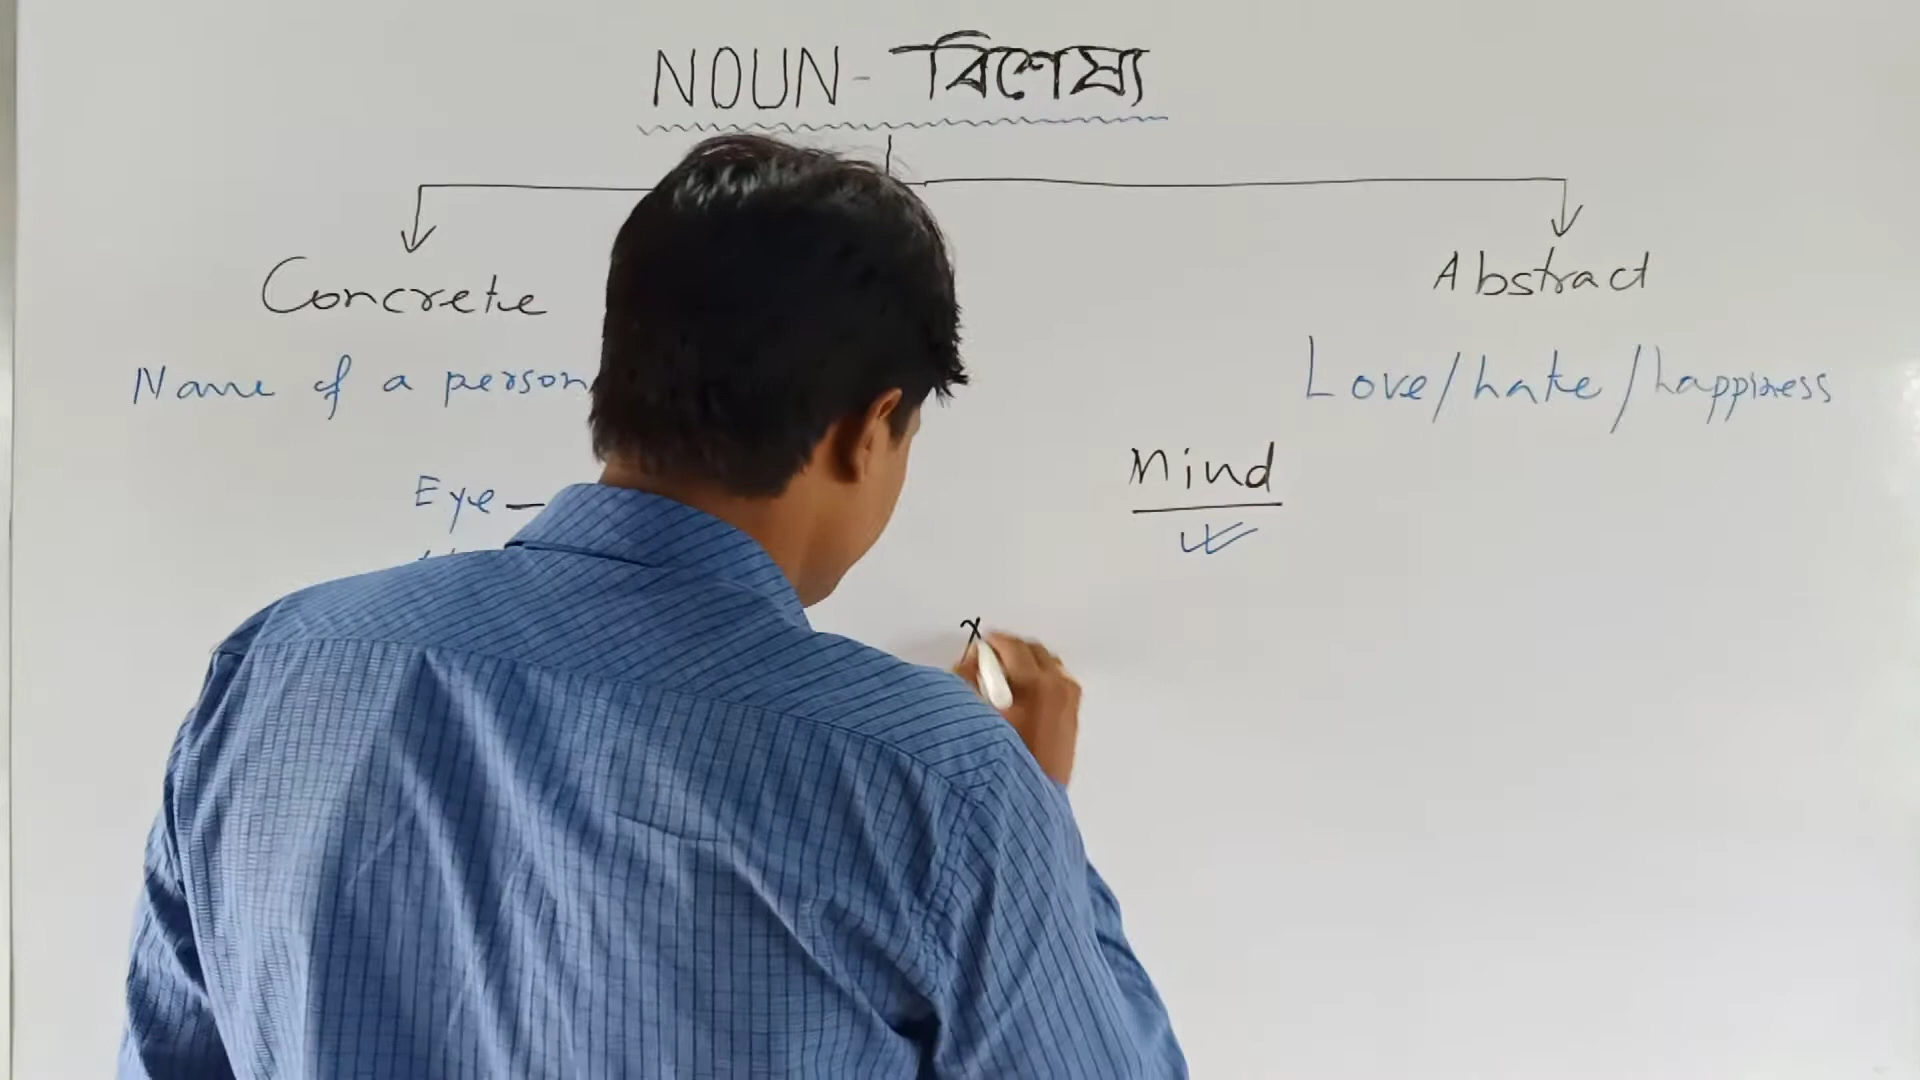 NOUN - বিশেষ্য
Concrete
Abstract
Name of a person
Love/hate/happiness
Mind
Eye —